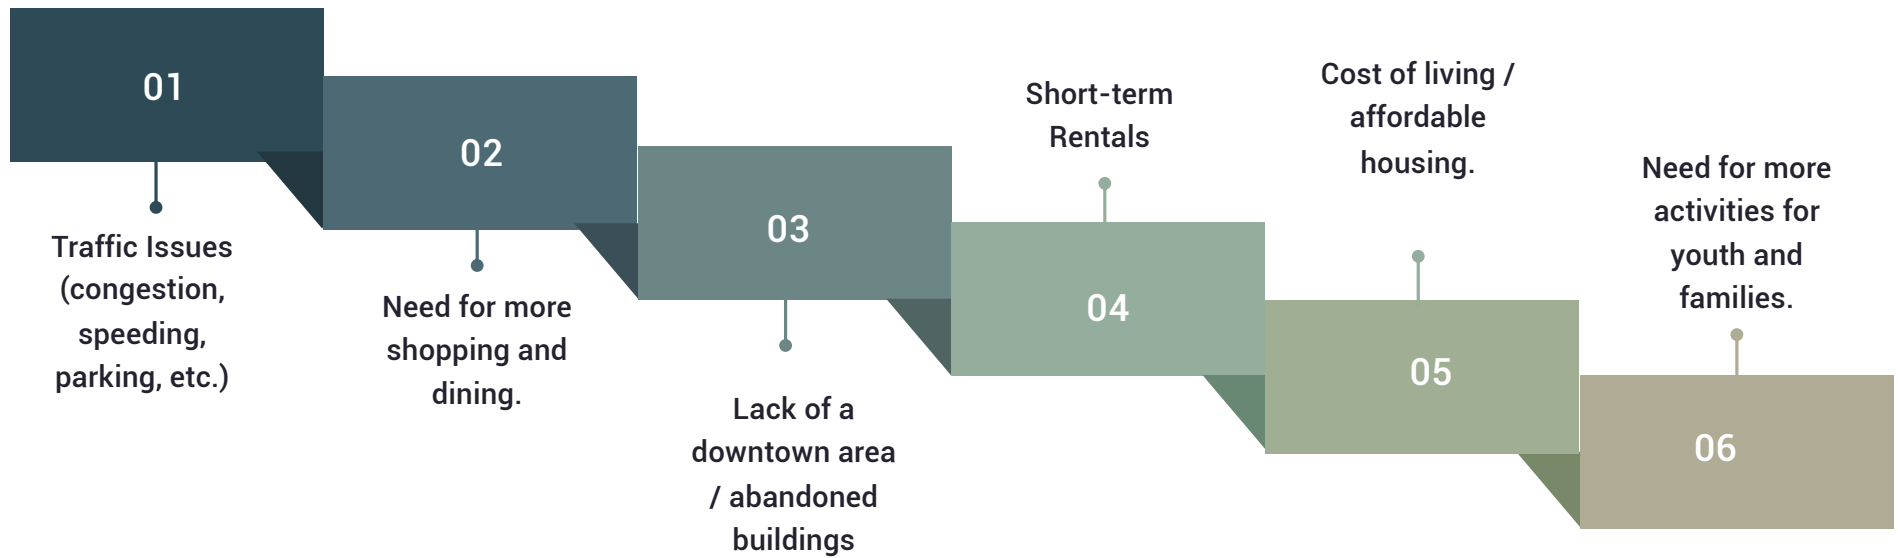 01
Traffic Issues
(congestion,
speeding,
parking, etc.)
02
Need for more
shopping and
dining.
03
Lack of a
downtown area
/ abandoned
buildings
Short-term
Rentals
04
Cost of living /
affordable
housing.
05
Need for more
activities for
youth and
families.
06